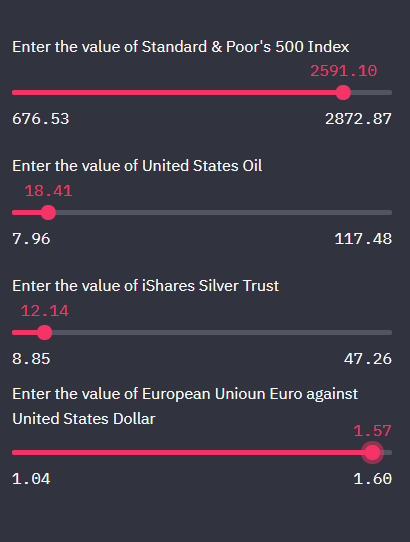 Enter the value of Standard & Poor's 500 Index
2591.10
676.53 2872.87
Enter the value of United States Oil
18.41
7.96 117.48
Enter the value of iShares Silver Trust
12.14
8.85 47.26
Enter the value of European Unioun Euro against
United States Dollar
1.57
1.04 1.60